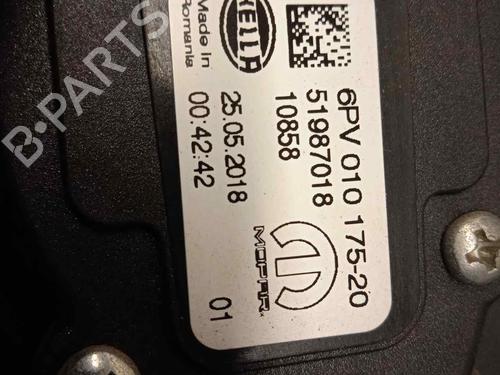 HELLA
Made In
Romania
6PV 010 175-20
51987018
10858
25.05.2018
00:42:42
MOPAR
01
B-PARTS